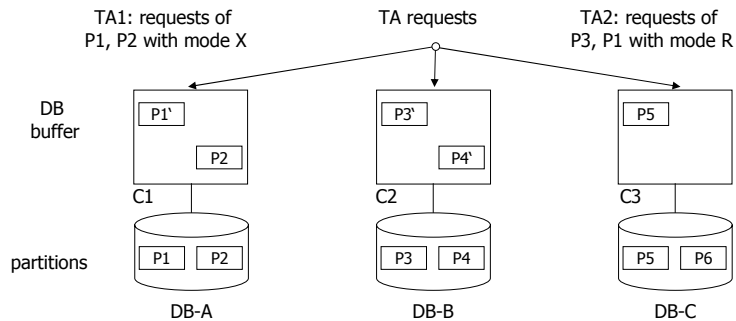 TA1: requests of
P1, P2 with mode X
TA requests
TA2: requests of
P3, P1 with mode R
DB
buffer
P1‘
P2
P3‘
P4‘
P5
C1
C2
C3
partitions
P1
P2
P3
P4
P5
P6
DB-A
DB-B
DB-C